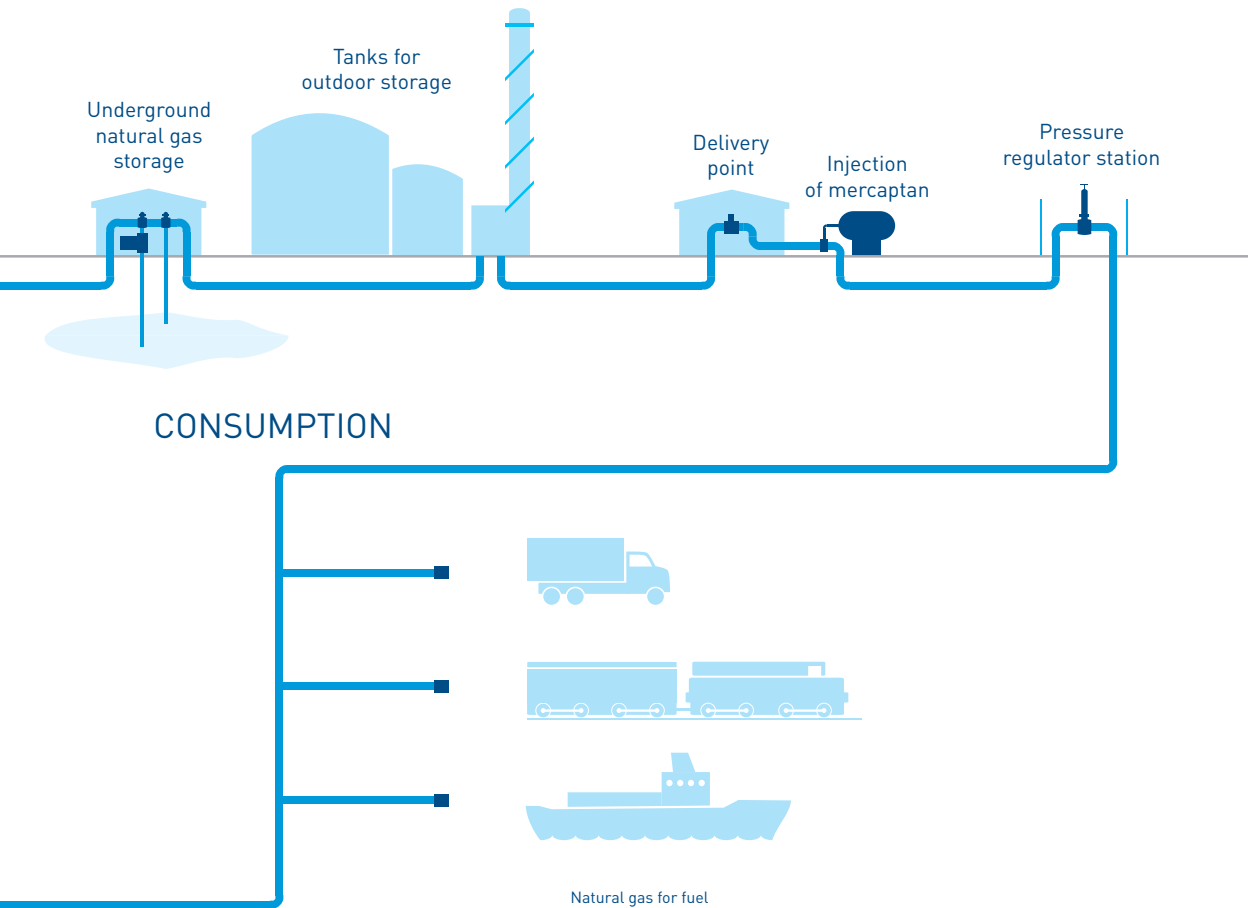 Tanks for
outdoor storage
Underground
natural gas
storage
Delivery
point
Injection
of mercaptan
Pressure
regulator station
CONSUMPTION
Natural gas for fuel